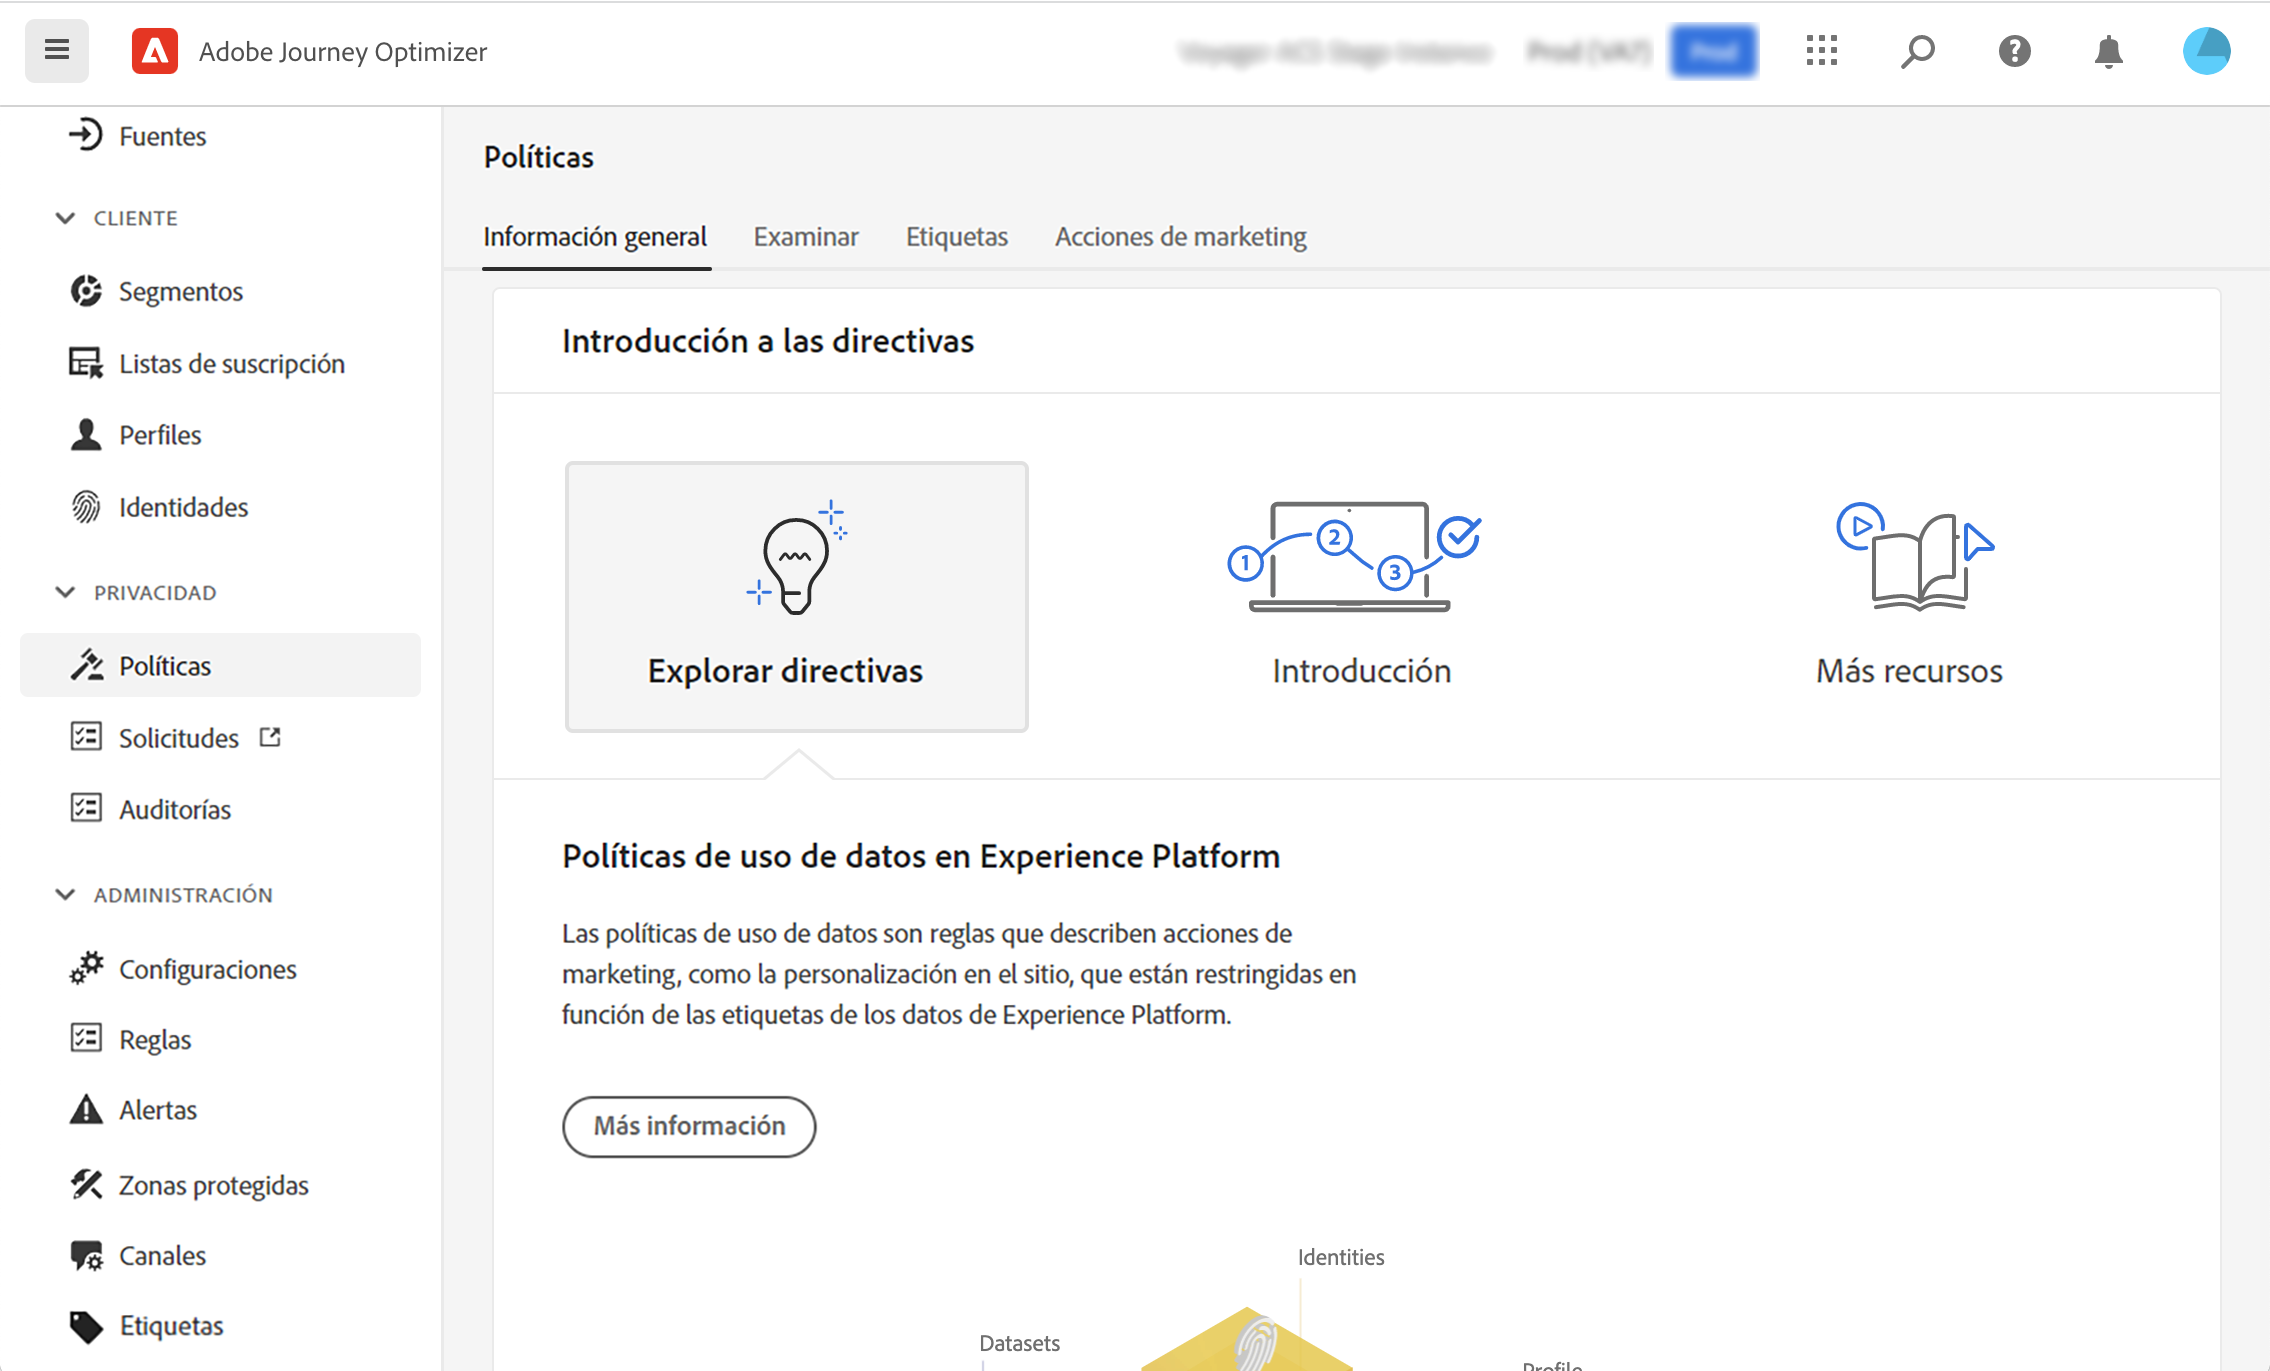 Adobe Journey Optimizer
Fuentes
CLIENTE
Segmentos
Listas de suscripción
Perfiles
Identidades
PRIVACIDAD
Políticas
Solicitudes
Auditorías
ADMINISTRACIÓN
Configuraciones
Reglas
Alertas
Zonas protegidas
Canales
Etiquetas
Políticas
Información general Examinar Etiquetas Acciones de marketing
Introducción a las directivas
1 2 3
Explorar directivas Introducción Más recursos
Políticas de uso de datos en Experience Platform
Las políticas de uso de datos son reglas que describen acciones de
marketing, como la personalización en el sitio, que están restringidas en
función de las etiquetas de los datos de Experience Platform.
Más información
Identities
Datasets
Profile